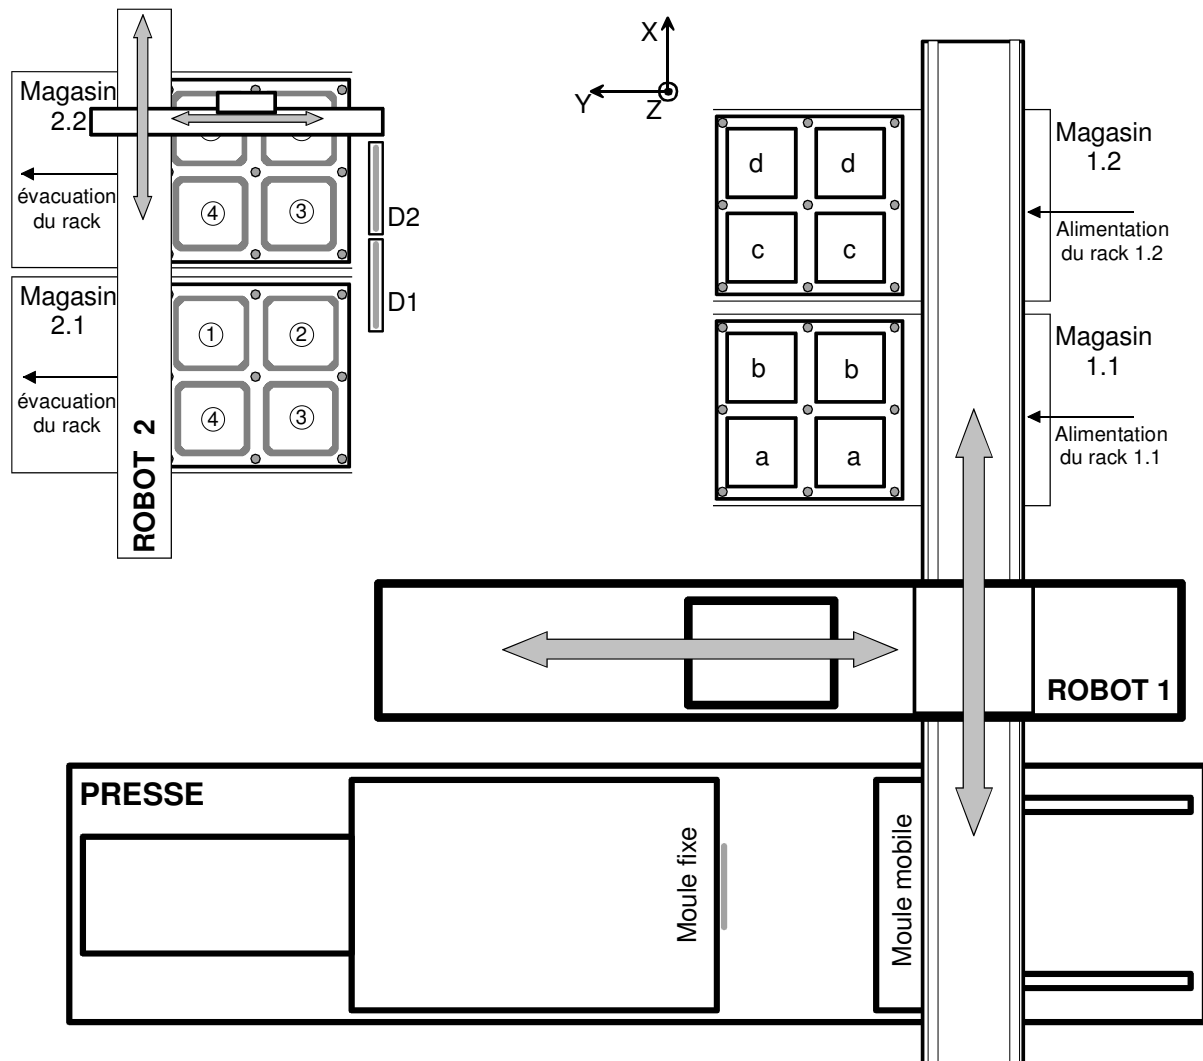 X
Y
Z
Magasin
2.2
évacuation
du rack
④
③
D2
D1
Magasin
2.1
①
②
④
③
évacuation
du rack
ROBOT 2
d d
c c
Magasin
1.2
Alimentation
du rack 1.2
b b
a a
Magasin
1.1
Alimentation
du rack 1.1
ROBOT 1
PRESSE
Moule fixe
Moule mobile